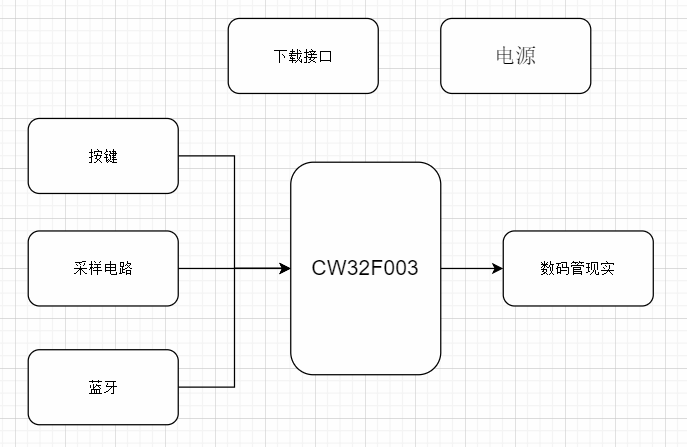 下载接口
电源
按键
采样电路
CW32F003
数码管现实
蓝牙